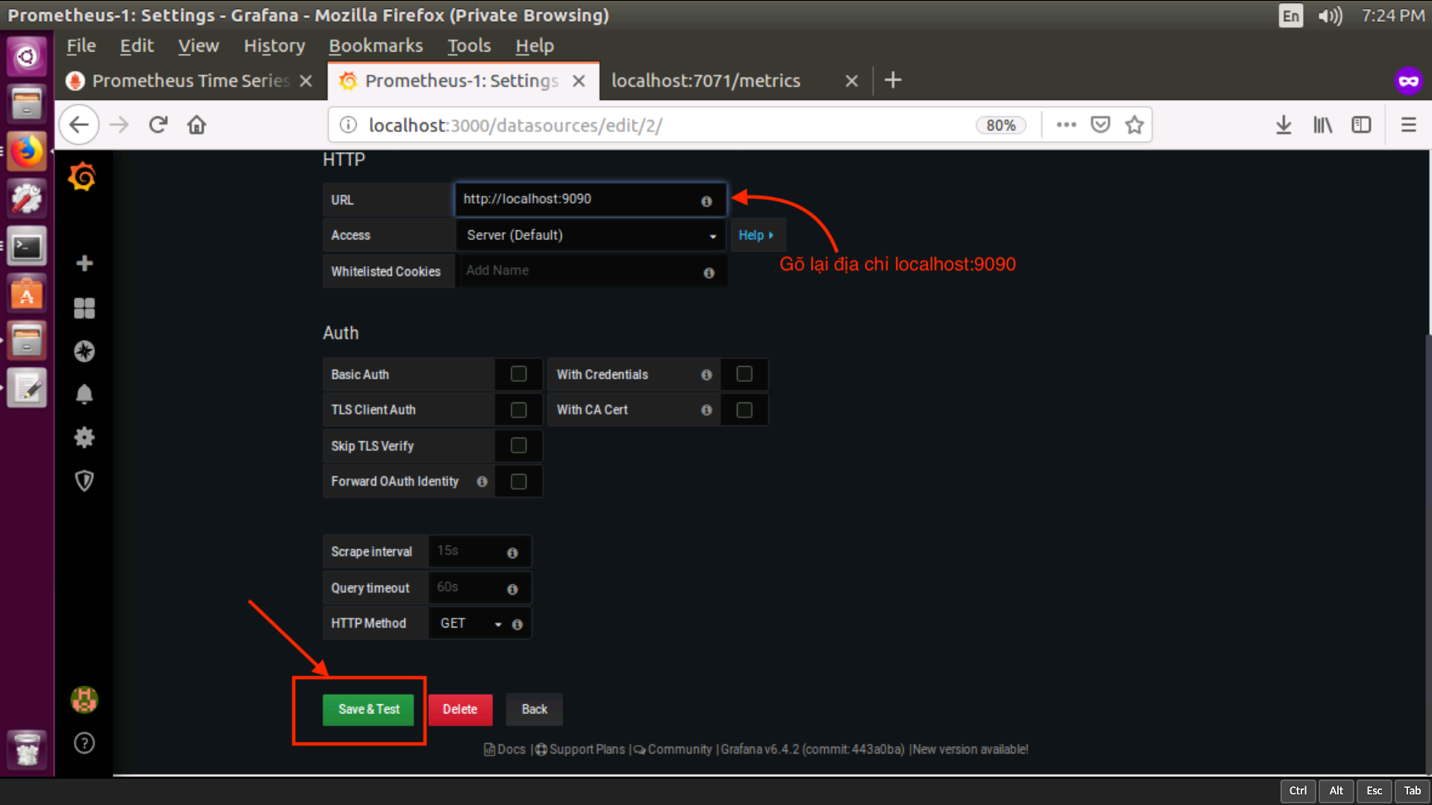 Prometheus-1: Settings - Grafana - Mozilla Firefox (Private Browsing)
En
7:24 PM
File Edit View History Bookmarks Tools Help
Prometheus Time Series
Prometheus-1: Settings
localhost:7071/metrics
localhost:3000/datasources/edit/2/
80%
HTTP
URL http://localhost:9090
Access Server (Default) Help
Gõ lại địa chỉ localhost:9090
Whitelisted Cookies Add Name
Auth
Basic Auth With Credentials
TLS Client Auth With CA Cert
Skip TLS Verify
Forward OAuth Identity
Scrape interval 15s
Query timeout 60s
HTTP Method GET
Save & Test Delete Back
Docs | Support Plans | Community | Grafana v6.4.2 (commit: 443a0ba) | New version available!
Ctrl Alt Esc Tab